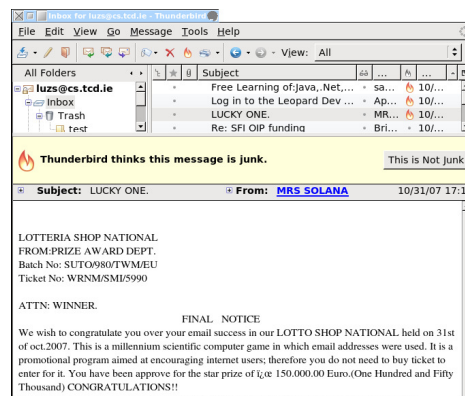 Inbox for luzs@cs.tcd.ie - Thunderbird
File Edit View Go Message Tools Help
View: All
All Folders Subject ... ...
luzs@cs.tcd.ie Free Learning of:Java,.Net,... sa... 10/...
Inbox Log in to the Leopard Dev ... Ap... 10/...
Trash LUCKY ONE. MR... 10/...
test Re: SFI OIP funding Bri... 10/...
Thunderbird thinks this message is junk. This is Not Junk
Subject: LUCKY ONE. From: MRS SOLANA 10/31/07 17:1
LOTTERIA SHOP NATIONAL
FROM:PRIZE AWARD DEPT.
Batch No: SUTO/980/TWM/EU
Ticket No: WRNM/SMI/5990
ATTN: WINNER.
FINAL NOTICE
We wish to congratulate you over your email success in our LOTTO SHOP NATIONAL held on 31st
of oct.2007. This is a millennium scientific computer game in which email addresses were used. It is a
promotional program aimed at encouraging internet users; therefore you do not need to buy ticket to
enter for it. You have been approve for the star prize of ï¿œ 150.000.00 Euro.(One Hundred and Fifty
Thousand) CONGRATULATIONS!!